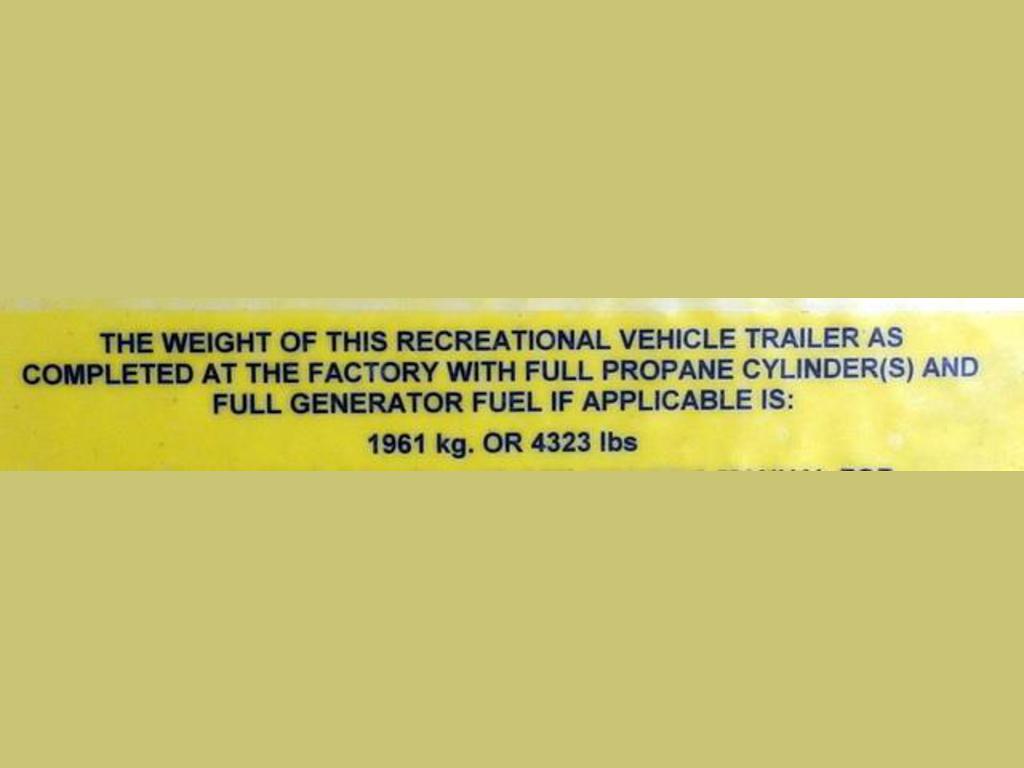 THE WEIGHT OF THIS RECREATIONAL VEHICLE TRAILER AS
COMPLETED AT THE FACTORY WITH FULL PROPANE CYLINDER(S) AND
FULL GENERATOR FUEL IF APPLICABLE IS:
1961 kg. OR 4323 lbs